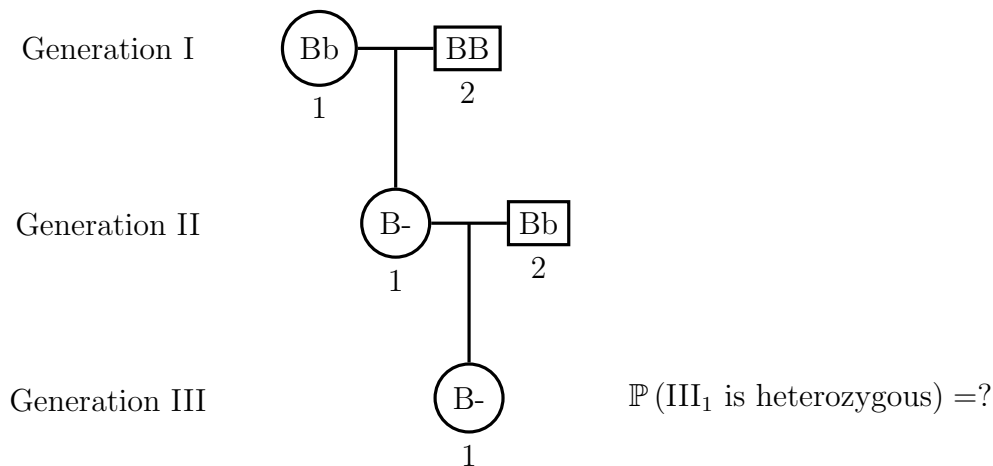 Generation I
Bb
BB
1
2
Generation II
B-
Bb
1
2
Generation III
B-
ℙ (III₁ is heterozygous) =?
1